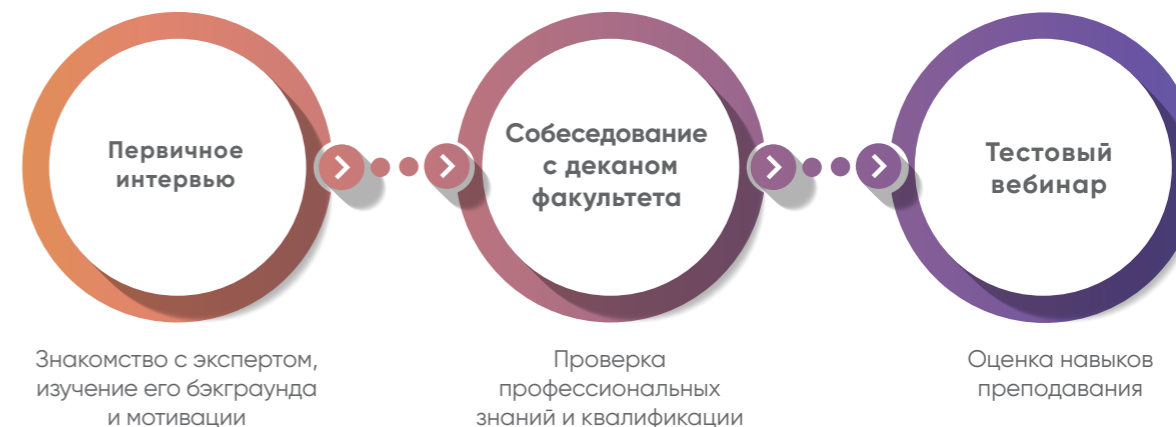 Первичное
интервью
Собеседование
с деканом
факультета
Тестовый
вебинар
Знакомство с экспертом,
изучение его бэкграунда
и мотивации
Проверка
профессиональных
знаний и квалификации
Оценка навыков
преподавания